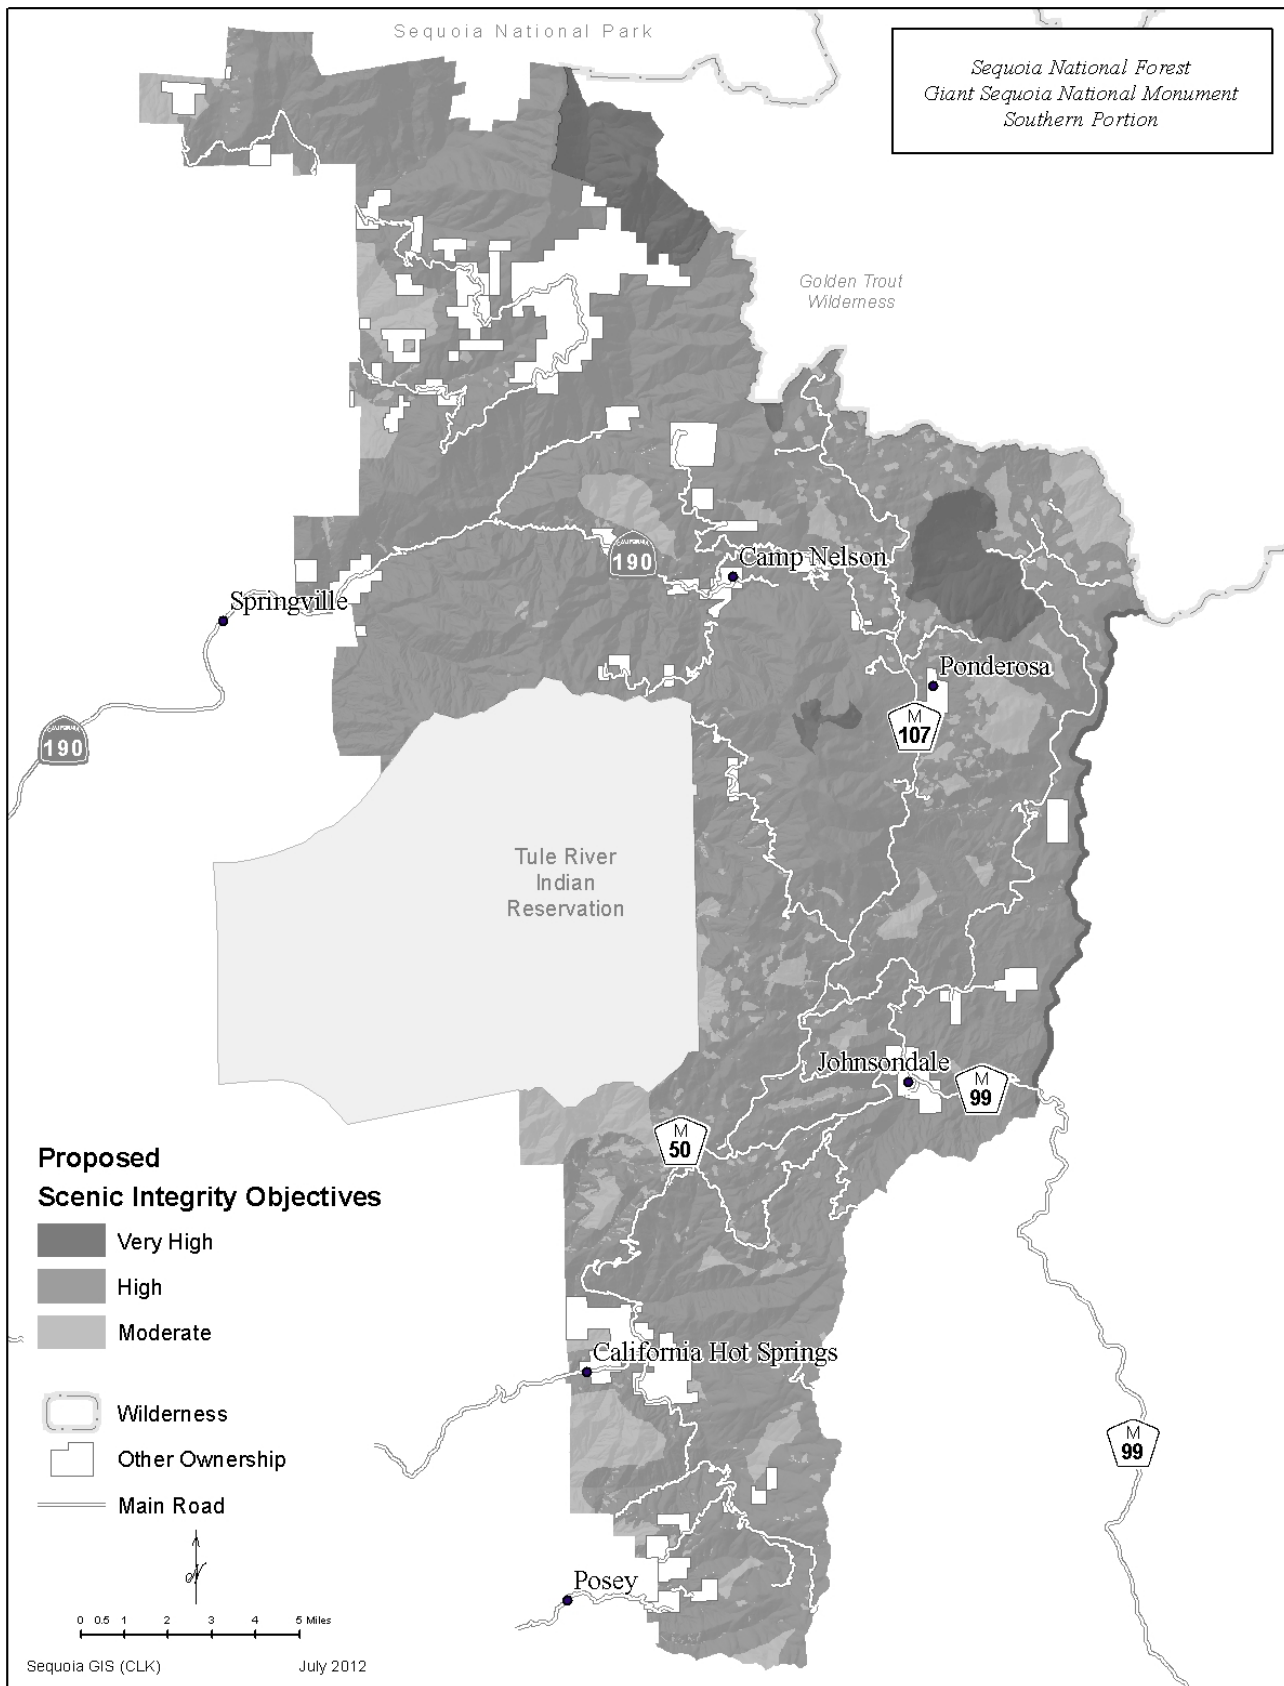 Sequoia National Park
Sequoia National Forest
Giant Sequoia National Monument
Southern Portion
Golden Trout
Wilderness
CALIFORNIA
190
Camp Nelson
Springville
Ponderosa
M
107
CALIFORNIA
190
Tule River
Indian
Reservation
Johnsondale
M
99
M
50
Proposed
Scenic Integrity Objectives
Very High
High
Moderate
California Hot Springs
Wilderness
Other Ownership
Main Road
M
99
N
Posey
0 0.5 1 2 3 4 5 Miles
Sequoia GIS (CLK) July 2012